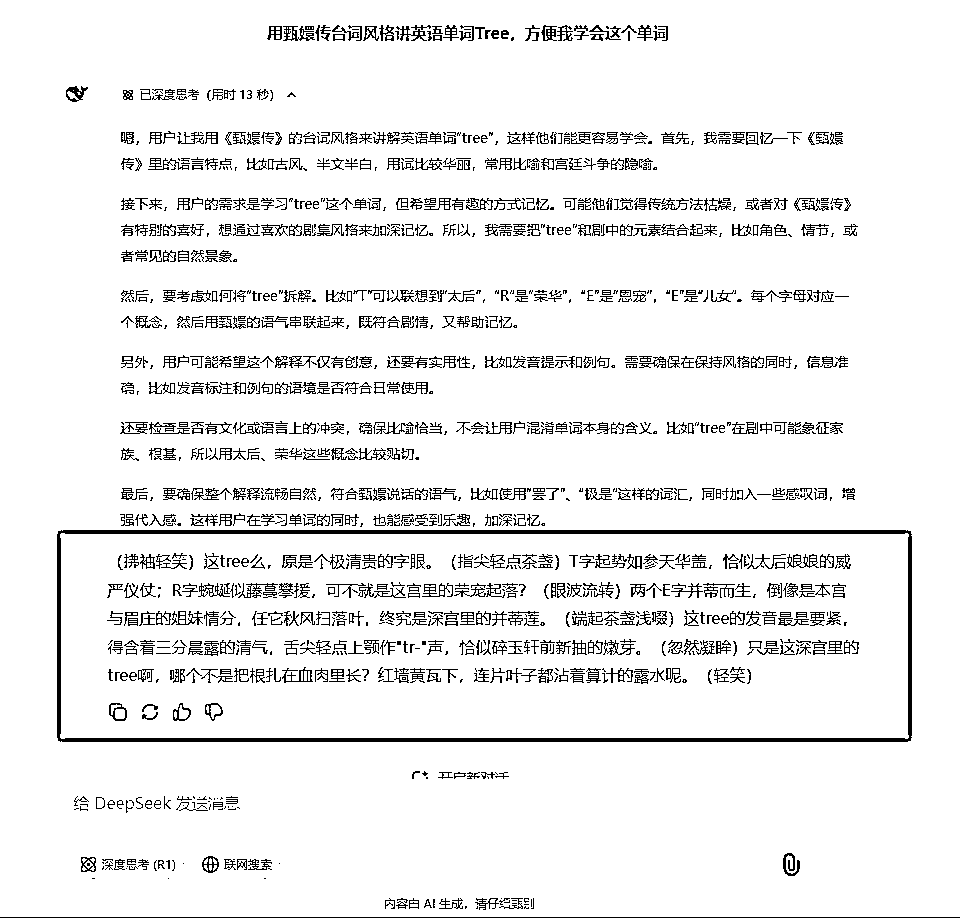 用甄嬛传台词风格讲英语单词Tree，方便我学会这个单词
已深度思考（用时 13 秒）
嗯，用户让我用《甄嬛传》的台词风格来讲解英语单词“tree”，这样他们能更容易学会。首先，我需要回忆一下《甄嬛
传》里的语言特点，比如古风、半文半白，用词比较华丽，常用比喻和宫廷斗争的隐喻。
接下来，用户的需求是学习“tree”这个单词，但希望用有趣的方式记忆。可能他们觉得传统方法枯燥，或者对《甄嬛传》
有特别的喜好，想通过喜欢的剧集风格来加深记忆。所以，我需要把“tree”和剧中的元素结合起来，比如角色、情节，或
者常见的自然景象。
然后，要考虑如何将“tree”拆解。比如“T”可以联想到“太后”，“R”是“荣华”，“E”是“恩宠”，“E”是“儿女”。每个字母对应一
个概念，然后用甄嬛的语气串联起来，既符合剧情，又帮助记忆。
另外，用户可能希望这个解释不仅有创意，还要有实用性，比如发音提示和例句。需要确保在保持风格的同时，信息准
确，比如发音标注和例句的语境是否符合日常使用。
还要检查是否有文化或语言上的冲突，确保比喻恰当，不会让用户混淆单词本身的含义。比如“tree”在剧中可能象征家
族、根基，所以用太后、荣华这些概念比较贴切。
最后，要确保整个解释流畅自然，符合甄嬛说话的语气，比如使用“罢了”、“极是”这样的词汇，同时加入一些感叹词，增
强代入感。这样用户在学习单词的同时，也能感受到乐趣，加深记忆。
（拂袖轻笑）这tree么，原是个极清贵的字眼。（指尖轻点茶盏）T字起势如参天华盖，恰似太后娘娘的威
严仪仗；R字蜿蜒似藤蔓攀援，可不就是这宫里的荣宠起落？（眼波流转）两个E字并蒂而生，倒像是本宫
与眉庄的姐妹情分，任它秋风扫落叶，终究是深宫里的并蒂莲。（端起茶盏浅啜）这tree的发音最是要紧，
得含着三分晨露的清气，舌尖轻点上颚作"tr-"声，恰似碎玉轩前新抽的嫩芽。（忽然凝眸）只是这深宫里的
tree啊，哪个不是把根扎在血肉里长？红墙黄瓦下，连片叶子都沾着算计的露水呢。（轻笑）
开启新对话
给 DeepSeek 发送消息
深度思考 (R1) 联网搜索
内容由 AI 生成，请仔细甄别